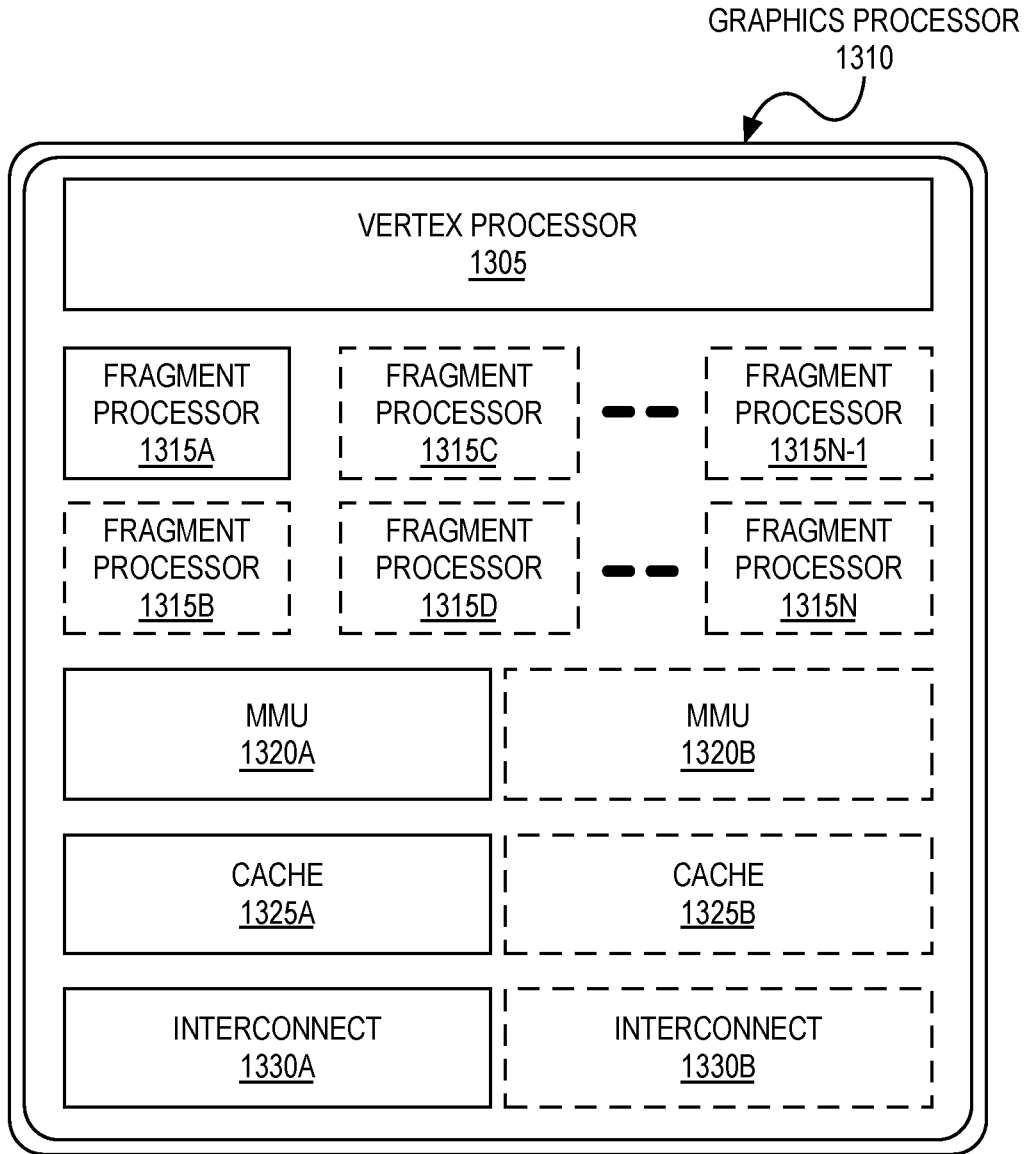 GRAPHICS PROCESSOR
1310
VERTEX PROCESSOR
1305
FRAGMENT
PROCESSOR
1315A
FRAGMENT
PROCESSOR
1315C
FRAGMENT
PROCESSOR
1315N-1
FRAGMENT
PROCESSOR
1315B
FRAGMENT
PROCESSOR
1315D
FRAGMENT
PROCESSOR
1315N
MMU
1320A
MMU
1320B
CACHE
1325A
CACHE
1325B
INTERCONNECT
1330A
INTERCONNECT
1330B